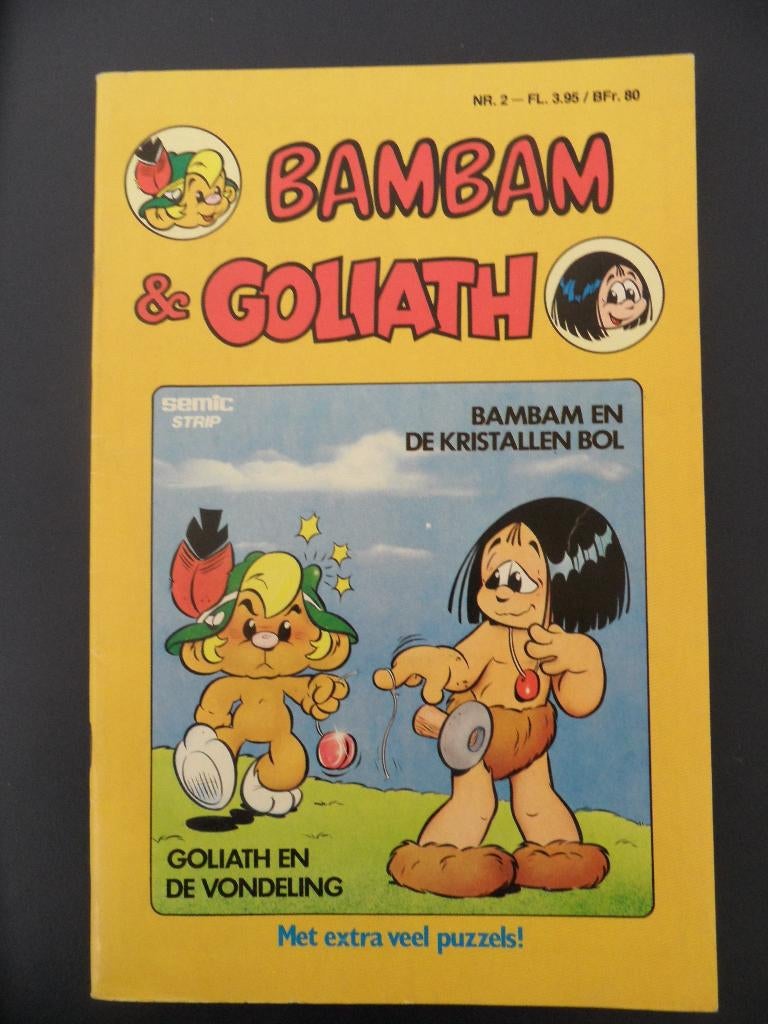 NR. 2 — FL. 3.95 / BFr. 80
BAMBAM
& GOLIATH
semic
STRIP
BAMBAM EN
DE KRISTALLEN BOL
GOLIATH EN
DE VONDELING
Met extra veel puzzels!